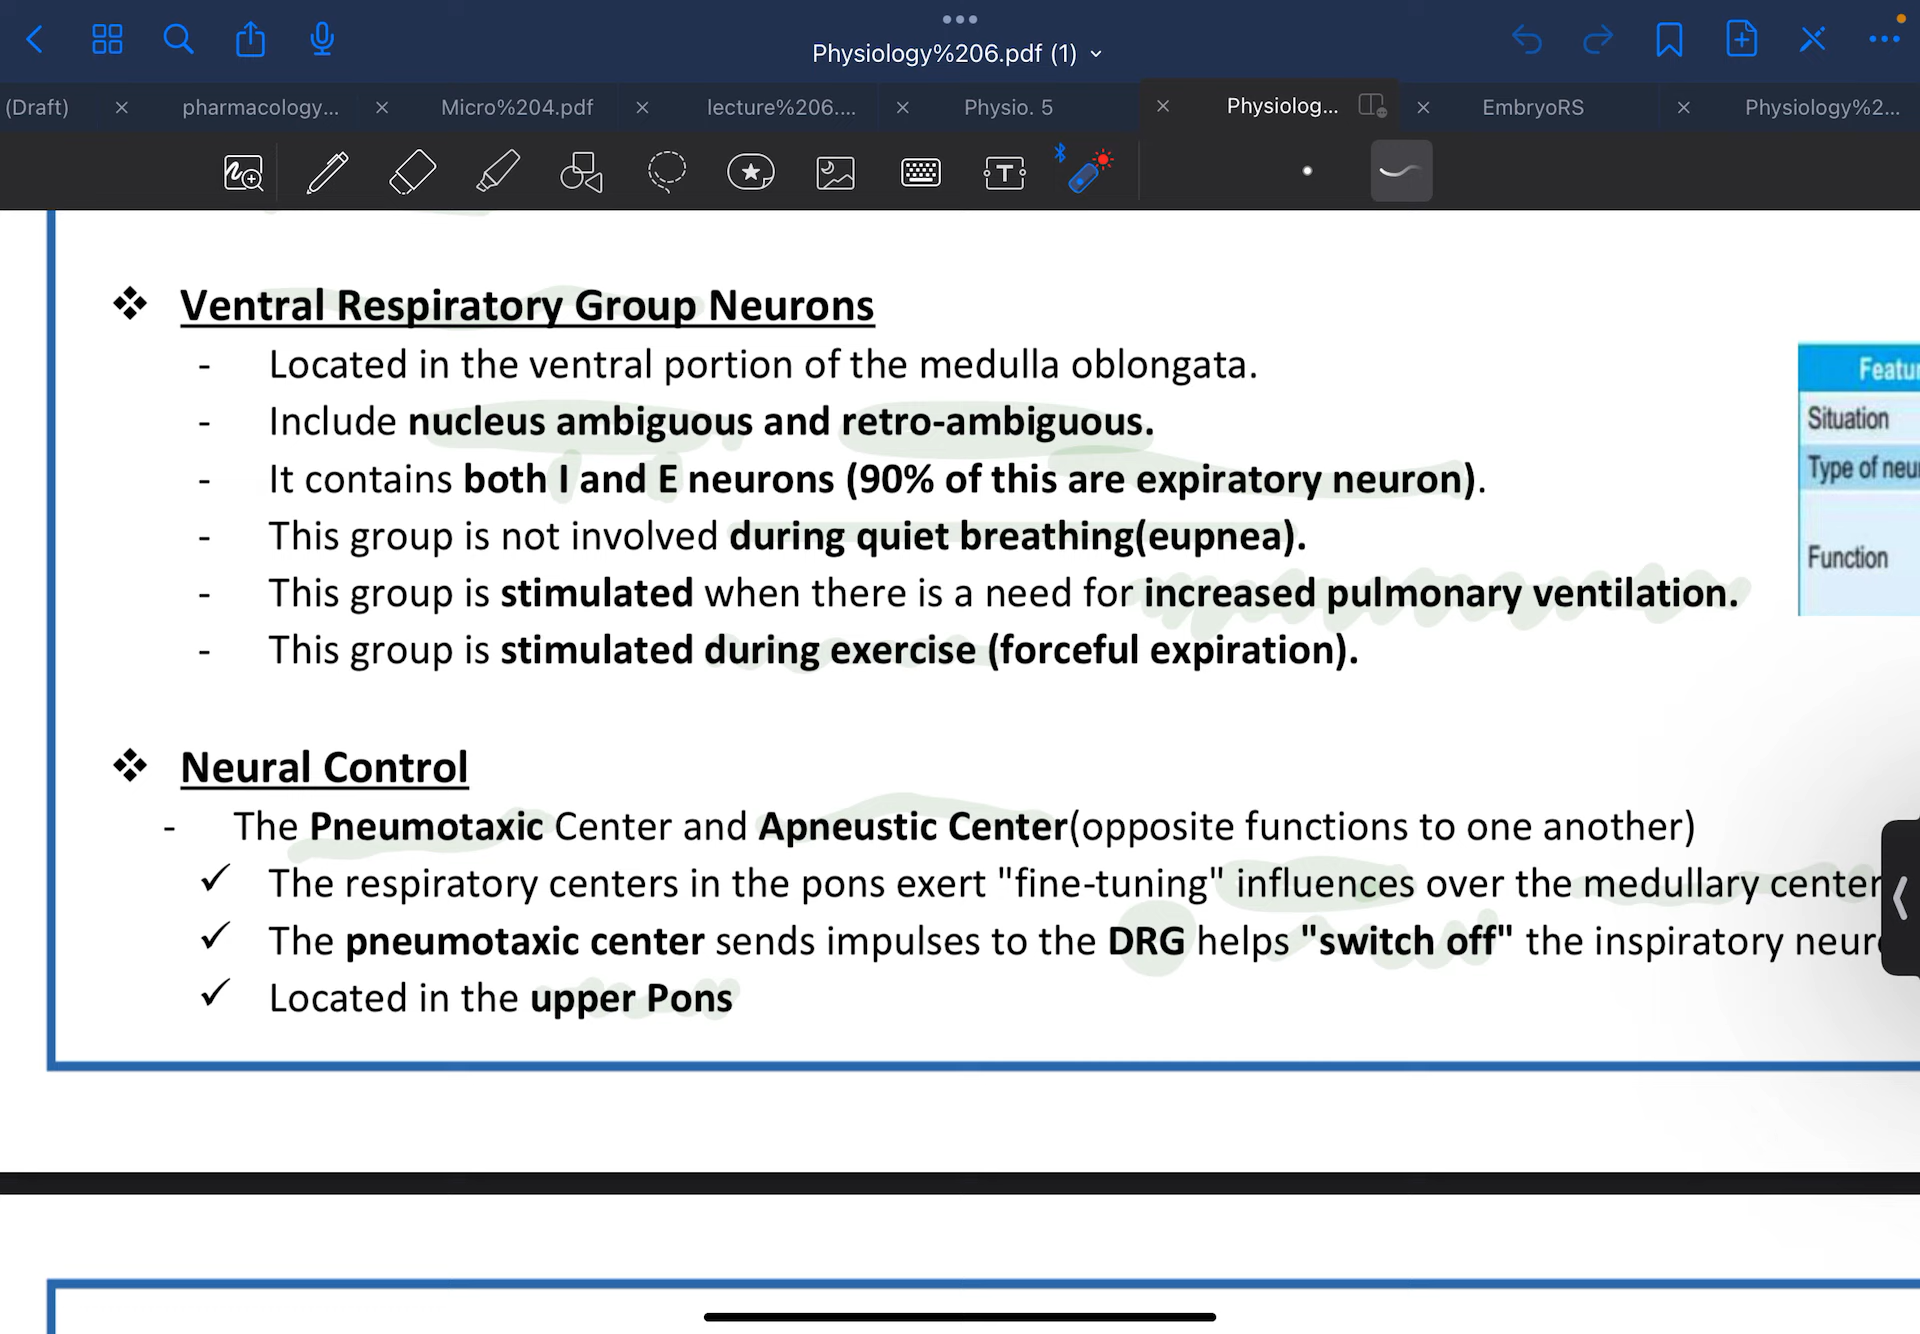 Physiology%206.pdf (1)
(Draft) pharmacology... Micro%204.pdf lecture%206.... Physio. 5 Physiolog... EmbryoRS Physiology%2...
❖ Ventral Respiratory Group Neurons
- Located in the ventral portion of the medulla oblongata.
- Include nucleus ambiguous and retro-ambiguous.
- It contains both I and E neurons (90% of this are expiratory neuron).
- This group is not involved during quiet breathing(eupnea).
- This group is stimulated when there is a need for increased pulmonary ventilation.
- This group is stimulated during exercise (forceful expiration).
Featur
Situation
Type of neu
Function
❖ Neural Control
- The Pneumotaxic Center and Apneustic Center(opposite functions to one another)
✓ The respiratory centers in the pons exert "fine-tuning" influences over the medullary center
✓ The pneumotaxic center sends impulses to the DRG helps "switch off" the inspiratory neur
✓ Located in the upper Pons